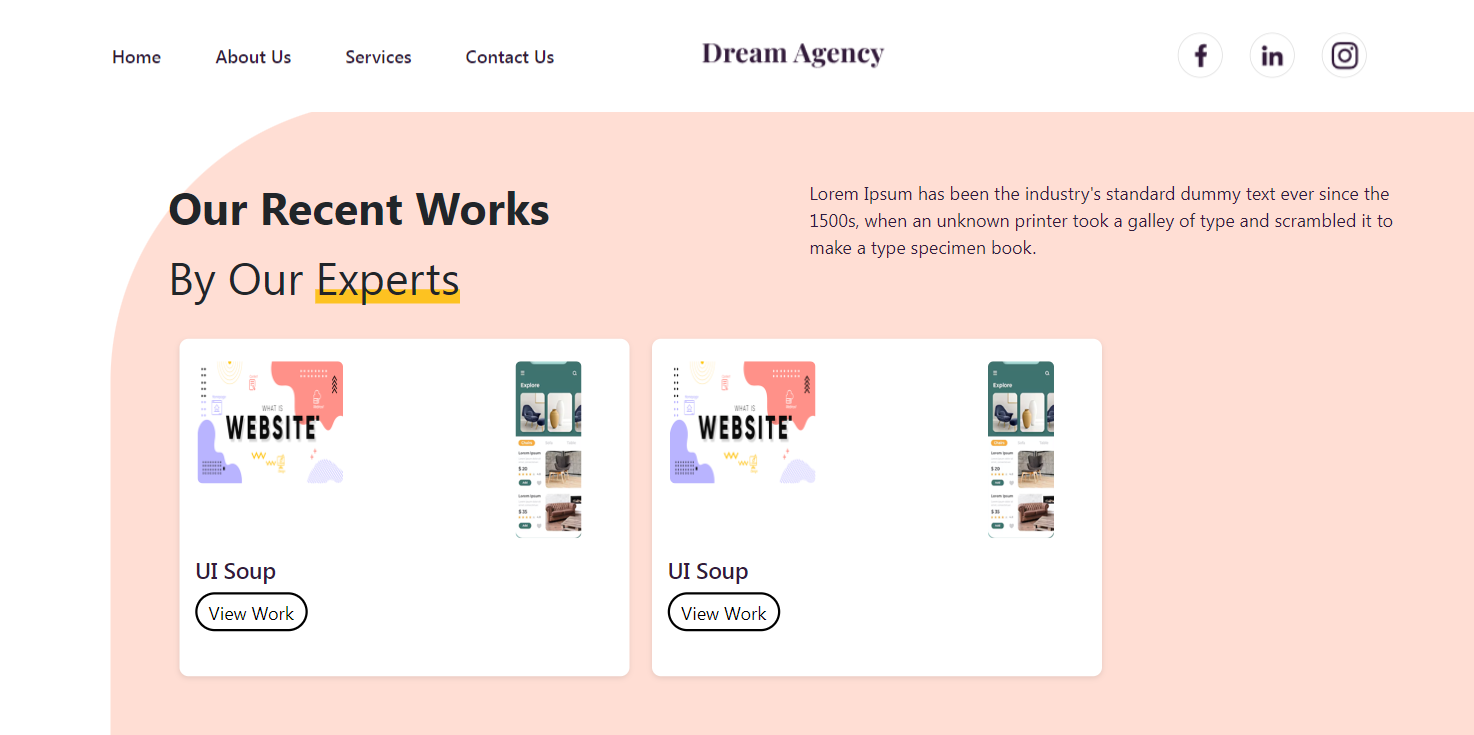 Home About Us Services Contact Us Dream Agency
Our Recent Works
By Our Experts
Lorem Ipsum has been the industry's standard dummy text ever since the
1500s, when an unknown printer took a galley of type and scrambled it to
make a type specimen book.
WHAT IS
WEBSITE
Explore
Lorem Ipsum
$ 20
Lorem Ipsum
$ 35
UI Soup
View Work
WHAT IS
WEBSITE
Explore
Lorem Ipsum
$ 20
Lorem Ipsum
$ 35
UI Soup
View Work